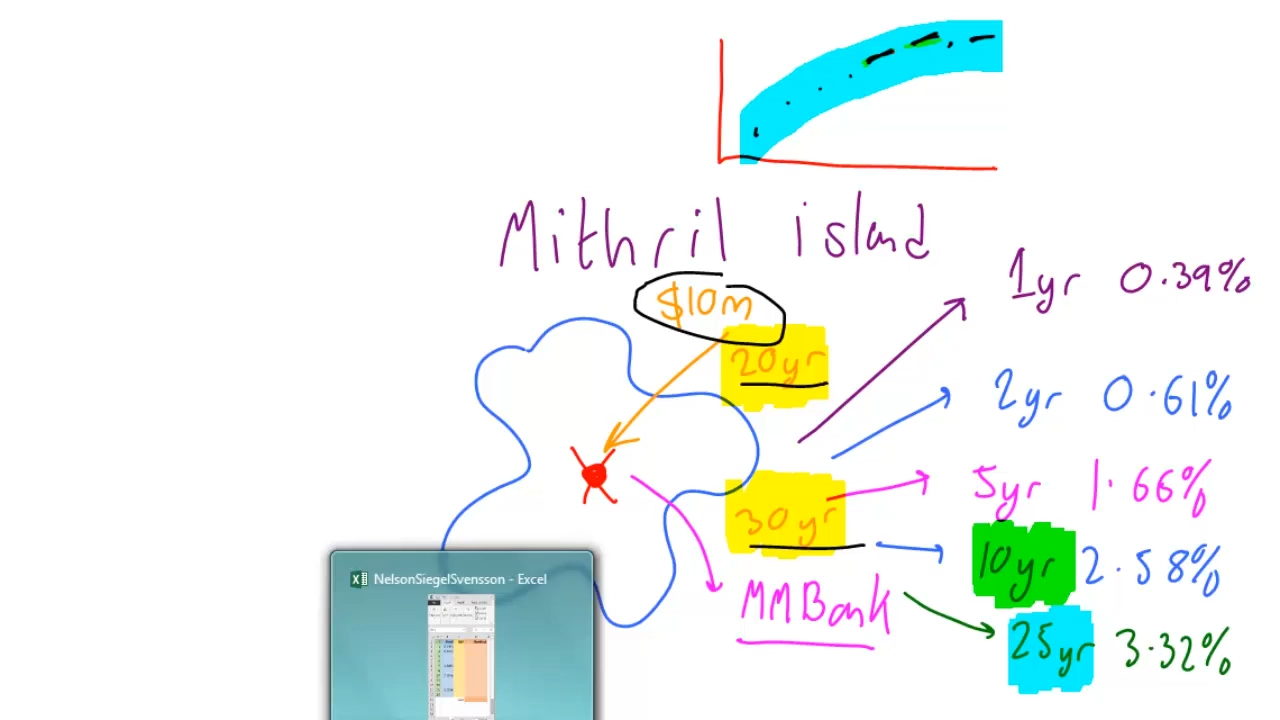 Mithril island
$10m
20yr
30yr
MMBank
1yr 0.39%
2yr 0.61%
5yr 1.66%
10yr 2.58%
25yr 3.32%
NelsonSiegelSvensson - Excel